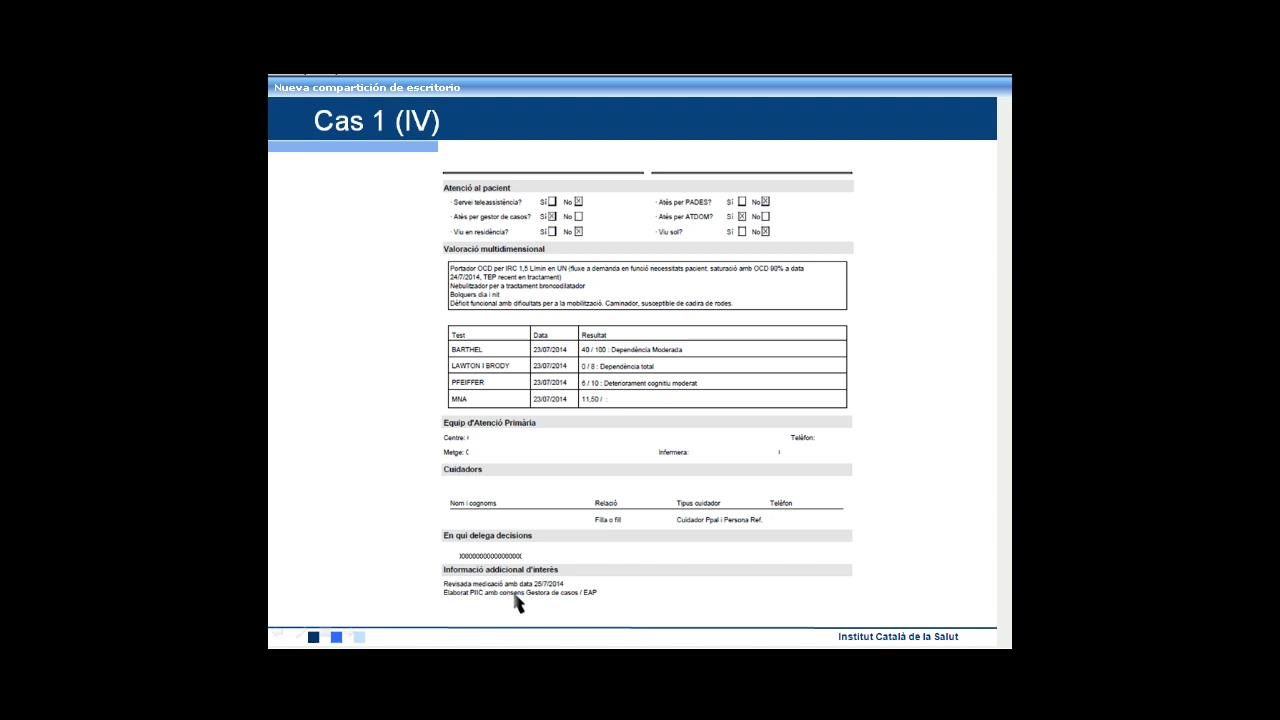 Nueva compartición de escritorio
Cas 1 (IV)
Atenció al pacient
· Servei teleassistència? Sí No X · Atès per PADES? Sí No X
· Atès per gestor de casos? Sí X No · Atès per ATDOM? Sí X No
· Viu en residència? Sí No X · Viu sol? Sí No X
Valoració multidimensional
Portador OCD per IRC 1,5 L/min en UN (fluxe a demanda en funció necessitats pacient. saturació amb OCD 90% a data
24/7/2014, TEP recent en tractament)
Nebulitzador per a tractament broncodilatador
Bolquers dia i nit
Dèficit funcional amb dificultats per a la mobilització. Caminador, susceptible de cadira de rodes.
Test Data Resultat
BARTHEL 23/07/2014 40 / 100 : Dependència Moderada
LAWTON I BRODY 23/07/2014 0 / 8 : Dependència total
PFEIFFER 23/07/2014 6 / 10 : Deteriorament cognitiu moderat
MNA 23/07/2014 11,50 / :
Equip d'Atenció Primària
Centre: Telèfon:
Metge: Infermera:
Cuidadors
Nom i cognoms Relació Tipus cuidador Telèfon
Filla o fill Cuidador Ppal i Persona Ref.
En qui delega decisions
XXXXXXXXXXXXXXXXX
Informació addicional d'interès
Revisada medicació amb data 25/7/2014
Elaborat PIIC amb consens Gestora de casos / EAP
Institut Català de la Salut